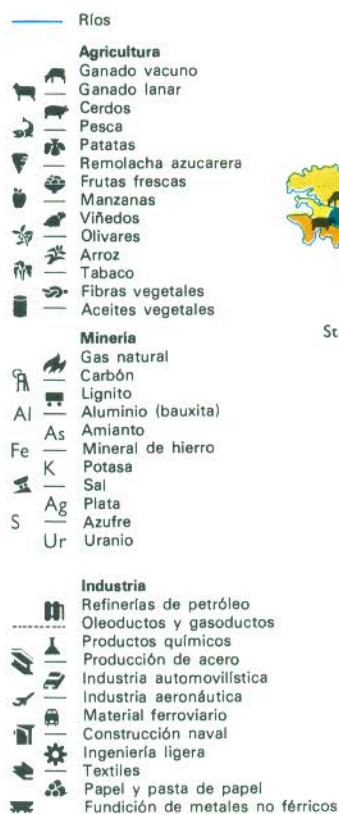 Ríos
Agricultura
Ganado vacuno
Ganado lanar
Cerdos
Pesca
Patatas
Remolacha azucarera
Frutas frescas
Manzanas
Viñedos
Olivares
Arroz
Tabaco
Fibras vegetales
Aceites vegetales
St
Minería
Gas natural
Carbón
Lignito
Al Aluminio (bauxita)
As Amianto
Fe Mineral de hierro
K Potasa
Sal
Ag Plata
S Azufre
Ur Uranio
Industria
Refinerías de petróleo
Oleoductos y gasoductos
Productos químicos
Producción de acero
Industria automovilística
Industria aeronáutica
Material ferroviario
Construcción naval
Ingeniería ligera
Textiles
Papel y pasta de papel
Fundición de metales no férricos